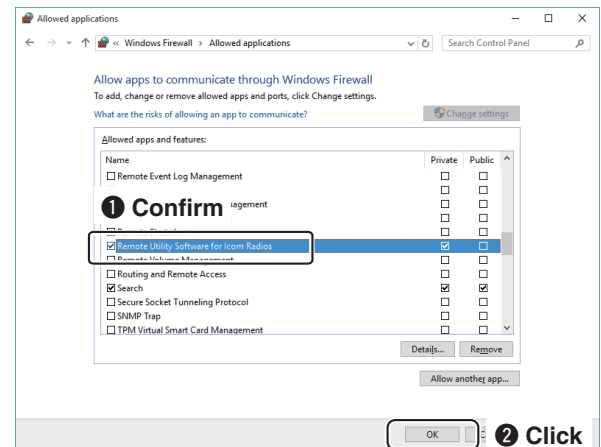 Allowed applications
« Windows Firewall › Allowed applications
Search Control Panel
Allow apps to communicate through Windows Firewall
To add, change or remove allowed apps and ports, click Change settings.
What are the risks of allowing an app to communicate?
Change settings
Allowed apps and features:
Name Private Public
Remote Event Log Management
❶ Confirm
Remote Utility Software for Icom Radios
Remote Volume Management
Routing and Remote Access
Search
Secure Socket Tunneling Protocol
SNMP Trap
TPM Virtual Smart Card Management
Details... Remove
Allow another app...
OK
❷ Click